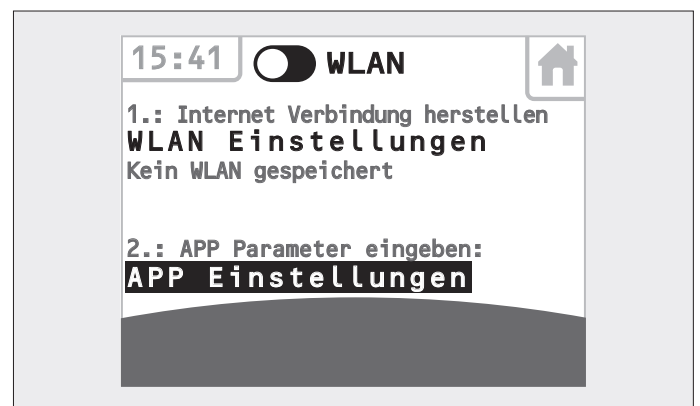 15:41 WLAN
1.: Internet Verbindung herstellen
WLAN Einstellungen
Kein WLAN gespeichert
2.: APP Parameter eingeben:
APP Einstellungen